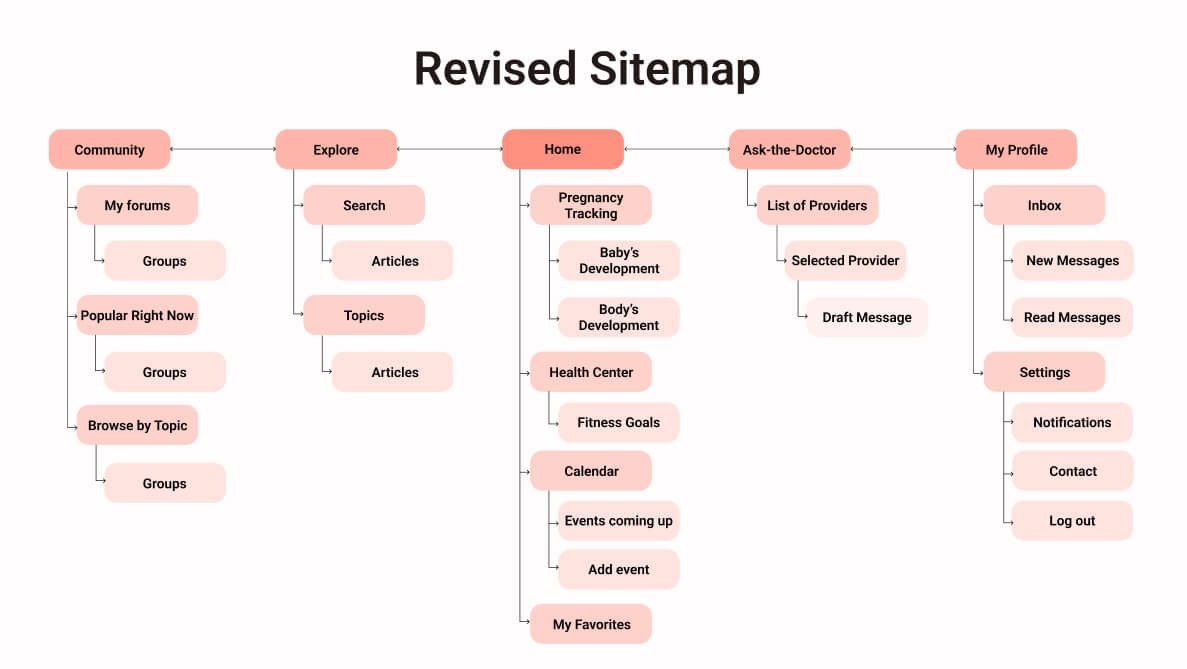 Revised Sitemap
Community
My forums
Groups
Popular Right Now
Groups
Browse by Topic
Groups
Explore
Search
Articles
Topics
Articles
Home
Pregnancy
Tracking
Baby’s
Development
Body’s
Development
Health Center
Fitness Goals
Calendar
Events coming up
Add event
My Favorites
Ask-the-Doctor
List of Providers
Selected Provider
Draft Message
My Profile
Inbox
New Messages
Read Messages
Settings
Notifications
Contact
Log out